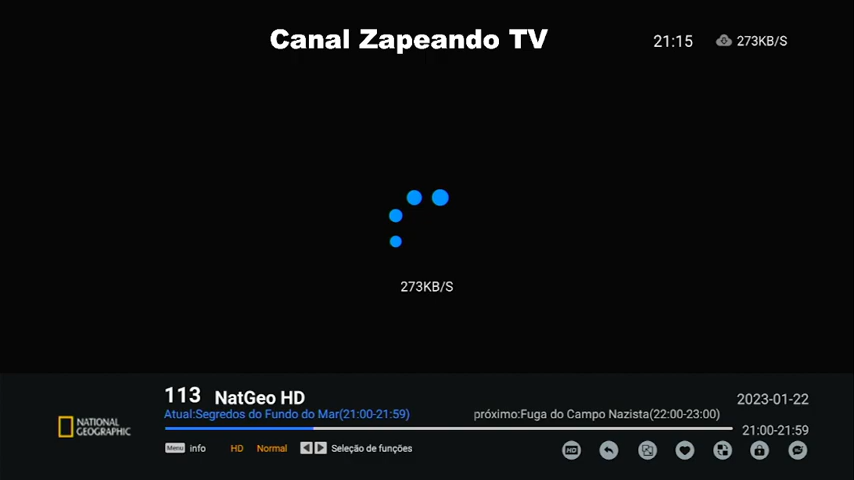 Canal Zapeando TV
21:15
273KB/S
273KB/S
113 NatGeo HD
2023-01-22
Atual:Segredos do Fundo do Mar(21:00-21:59)
próximo:Fuga do Campo Nazista(22:00-23:00)
NATIONAL
GEOGRAPHIC
21:00-21:59
Menu info HD Normal Seleção de funções
HD